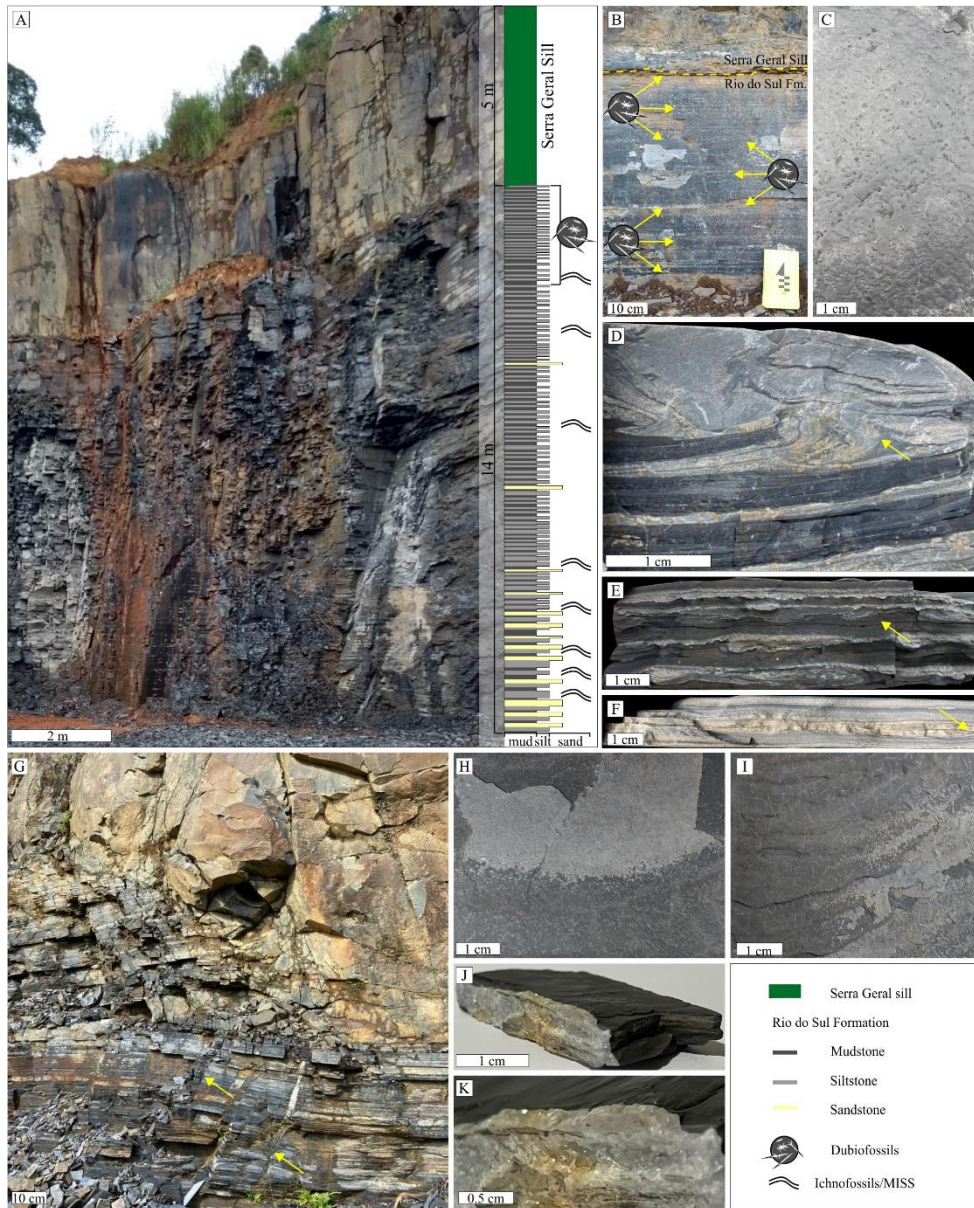 A
5 m
Serra Geral Sill
14 m
2 m
mud silt sand
B
Serra Geral Sill
Rio do Sul Fm.
10 cm
C
1 cm
D
1 cm
E
1 cm
F
1 cm
G
10 cm
H
1 cm
I
1 cm
J
1 cm
K
0.5 cm
Serra Geral sill
Rio do Sul Formation
Mudstone
Siltstone
Sandstone
Dubiofossils
Ichnofossils/MISS